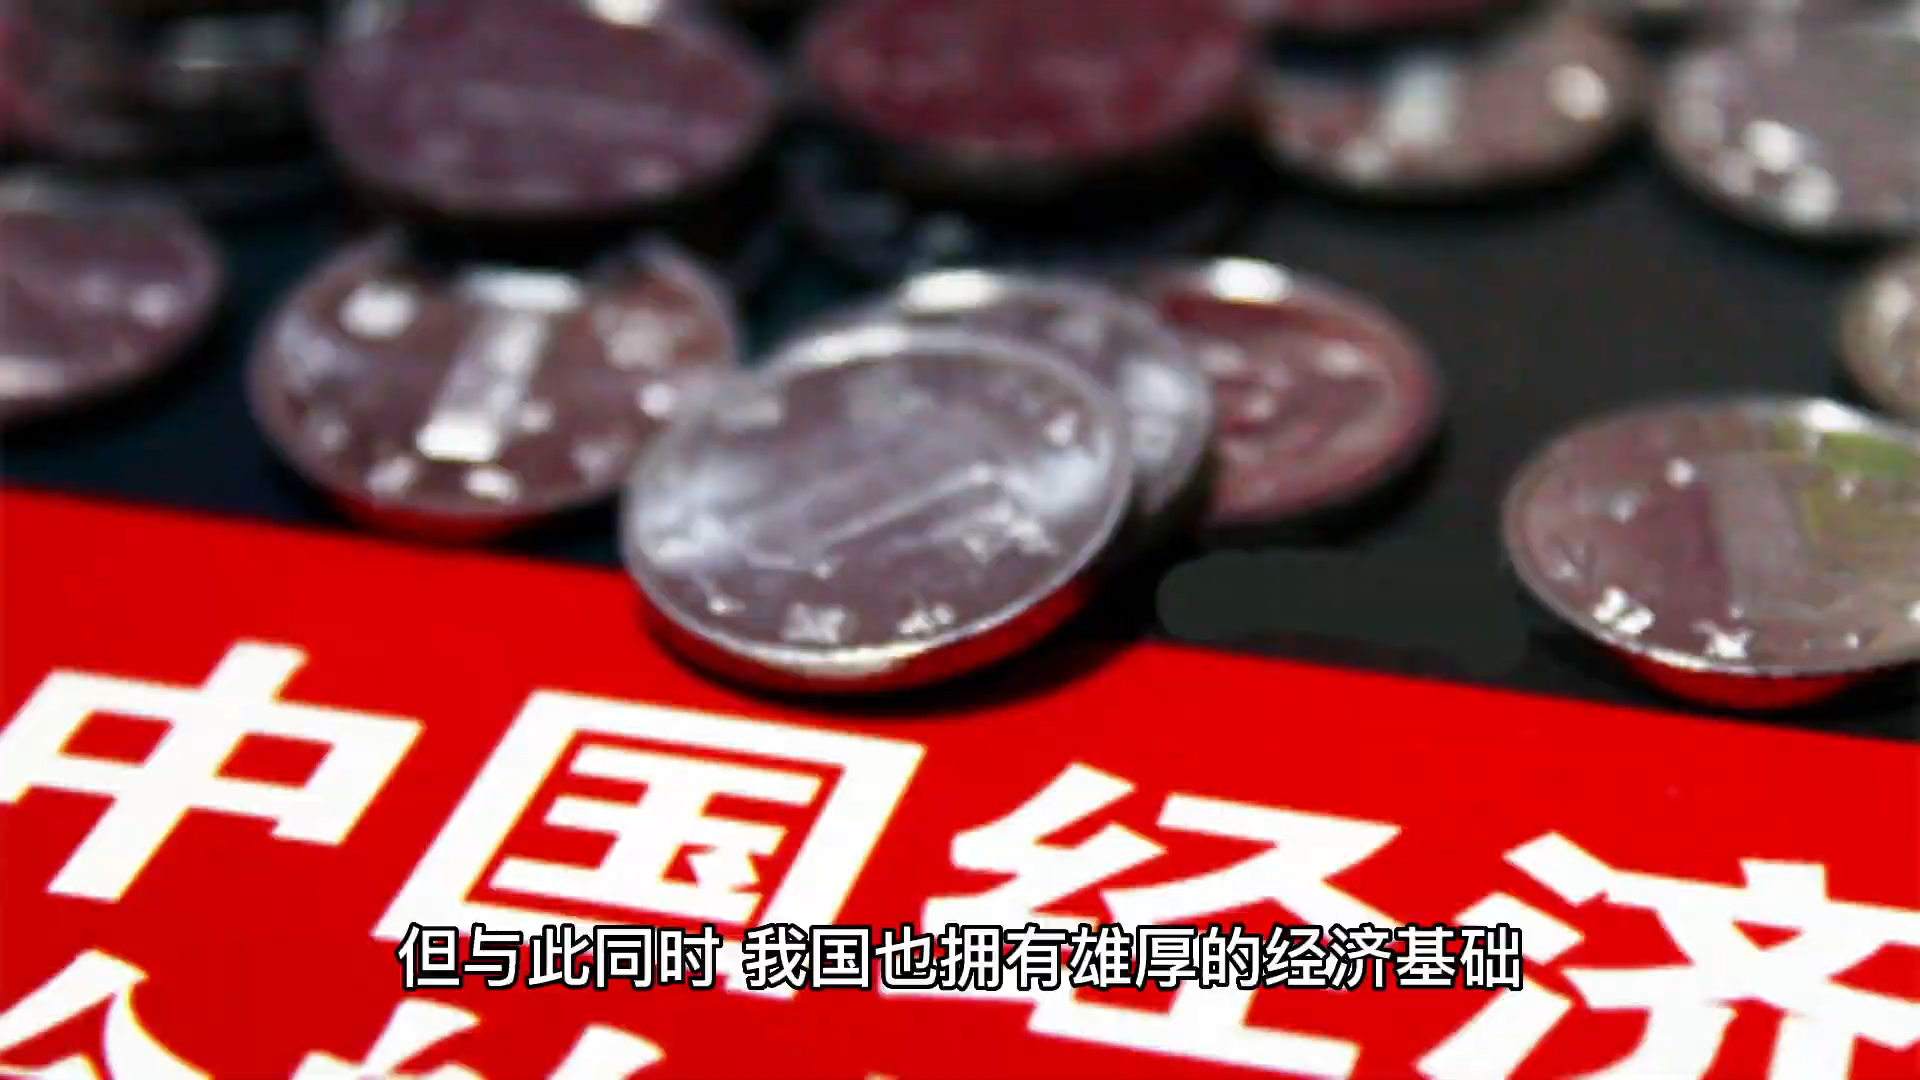 中国经济
但与此同时 我国也拥有雄厚的经济基础